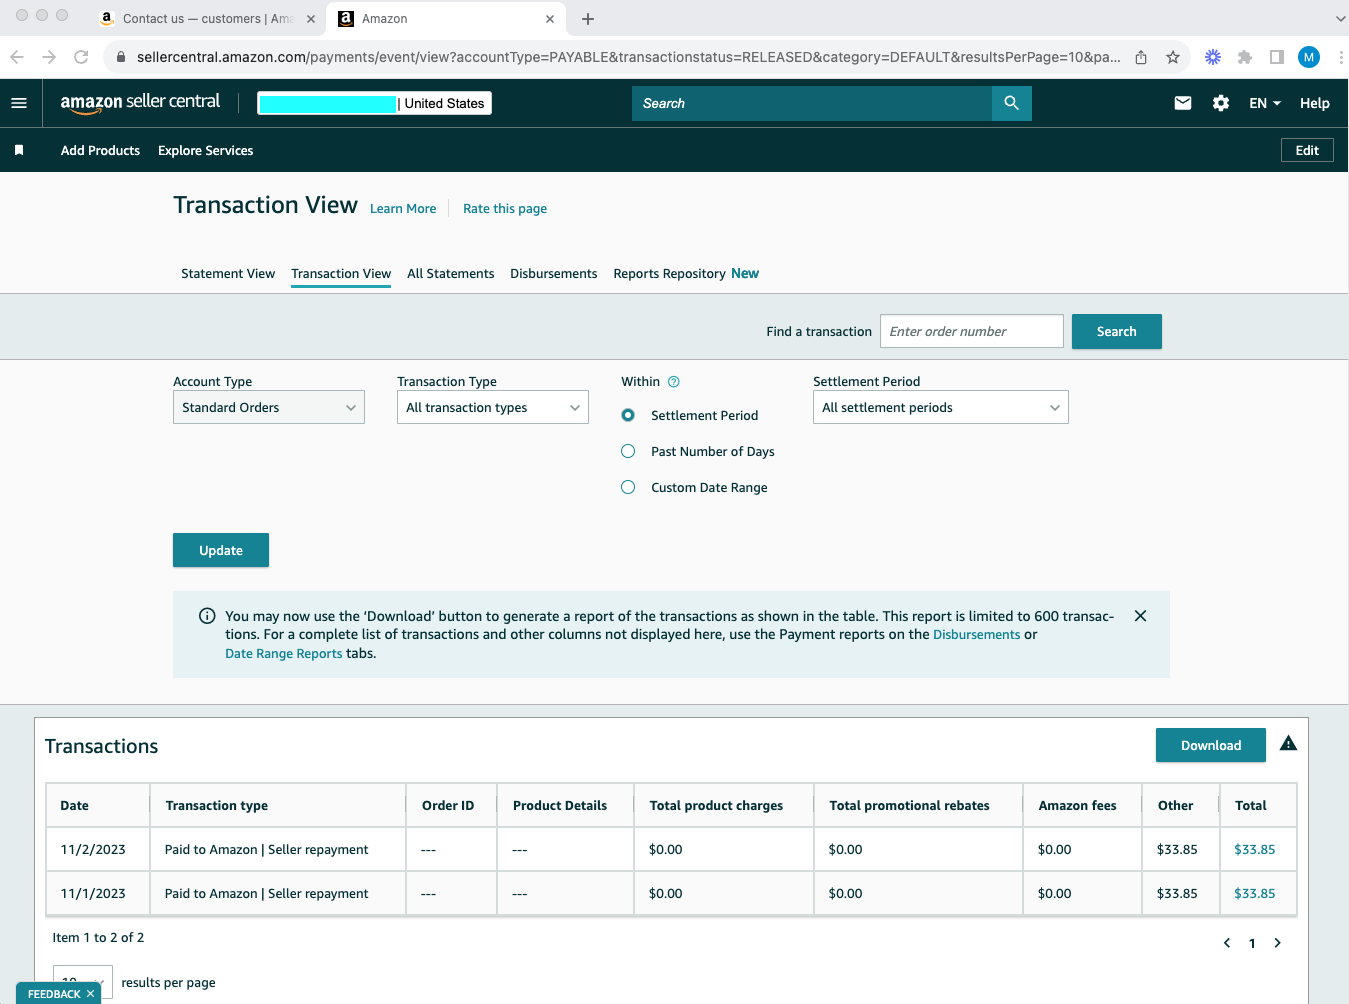 Contact us — customers | Ama
Amazon
sellercentral.amazon.com/payments/event/view?accountType=PAYABLE&transactionstatus=RELEASED&category=DEFAULT&resultsPerPage=10&pa...
M
amazon seller central
| United States
Search
EN
Help
Add Products
Explore Services
Edit
Transaction View
Learn More
Rate this page
Statement View
Transaction View
All Statements
Disbursements
Reports Repository New
Find a transaction
Enter order number
Search
Account Type
Transaction Type
Within
Settlement Period
Standard Orders
All transaction types
Settlement Period
All settlement periods
Past Number of Days
Custom Date Range
Update
You may now use the ‘Download’ button to generate a report of the transactions as shown in the table. This report is limited to 600 transac-
tions. For a complete list of transactions and other columns not displayed here, use the Payment reports on the Disbursements or
Date Range Reports tabs.
Transactions
Download
Date Transaction type Order ID Product Details Total product charges Total promotional rebates Amazon fees Other Total
11/2/2023 Paid to Amazon | Seller repayment --- --- $0.00 $0.00 $0.00 $33.85 $33.85
11/1/2023 Paid to Amazon | Seller repayment --- --- $0.00 $0.00 $0.00 $33.85 $33.85
Item 1 to 2 of 2
1
10
results per page
FEEDBACK